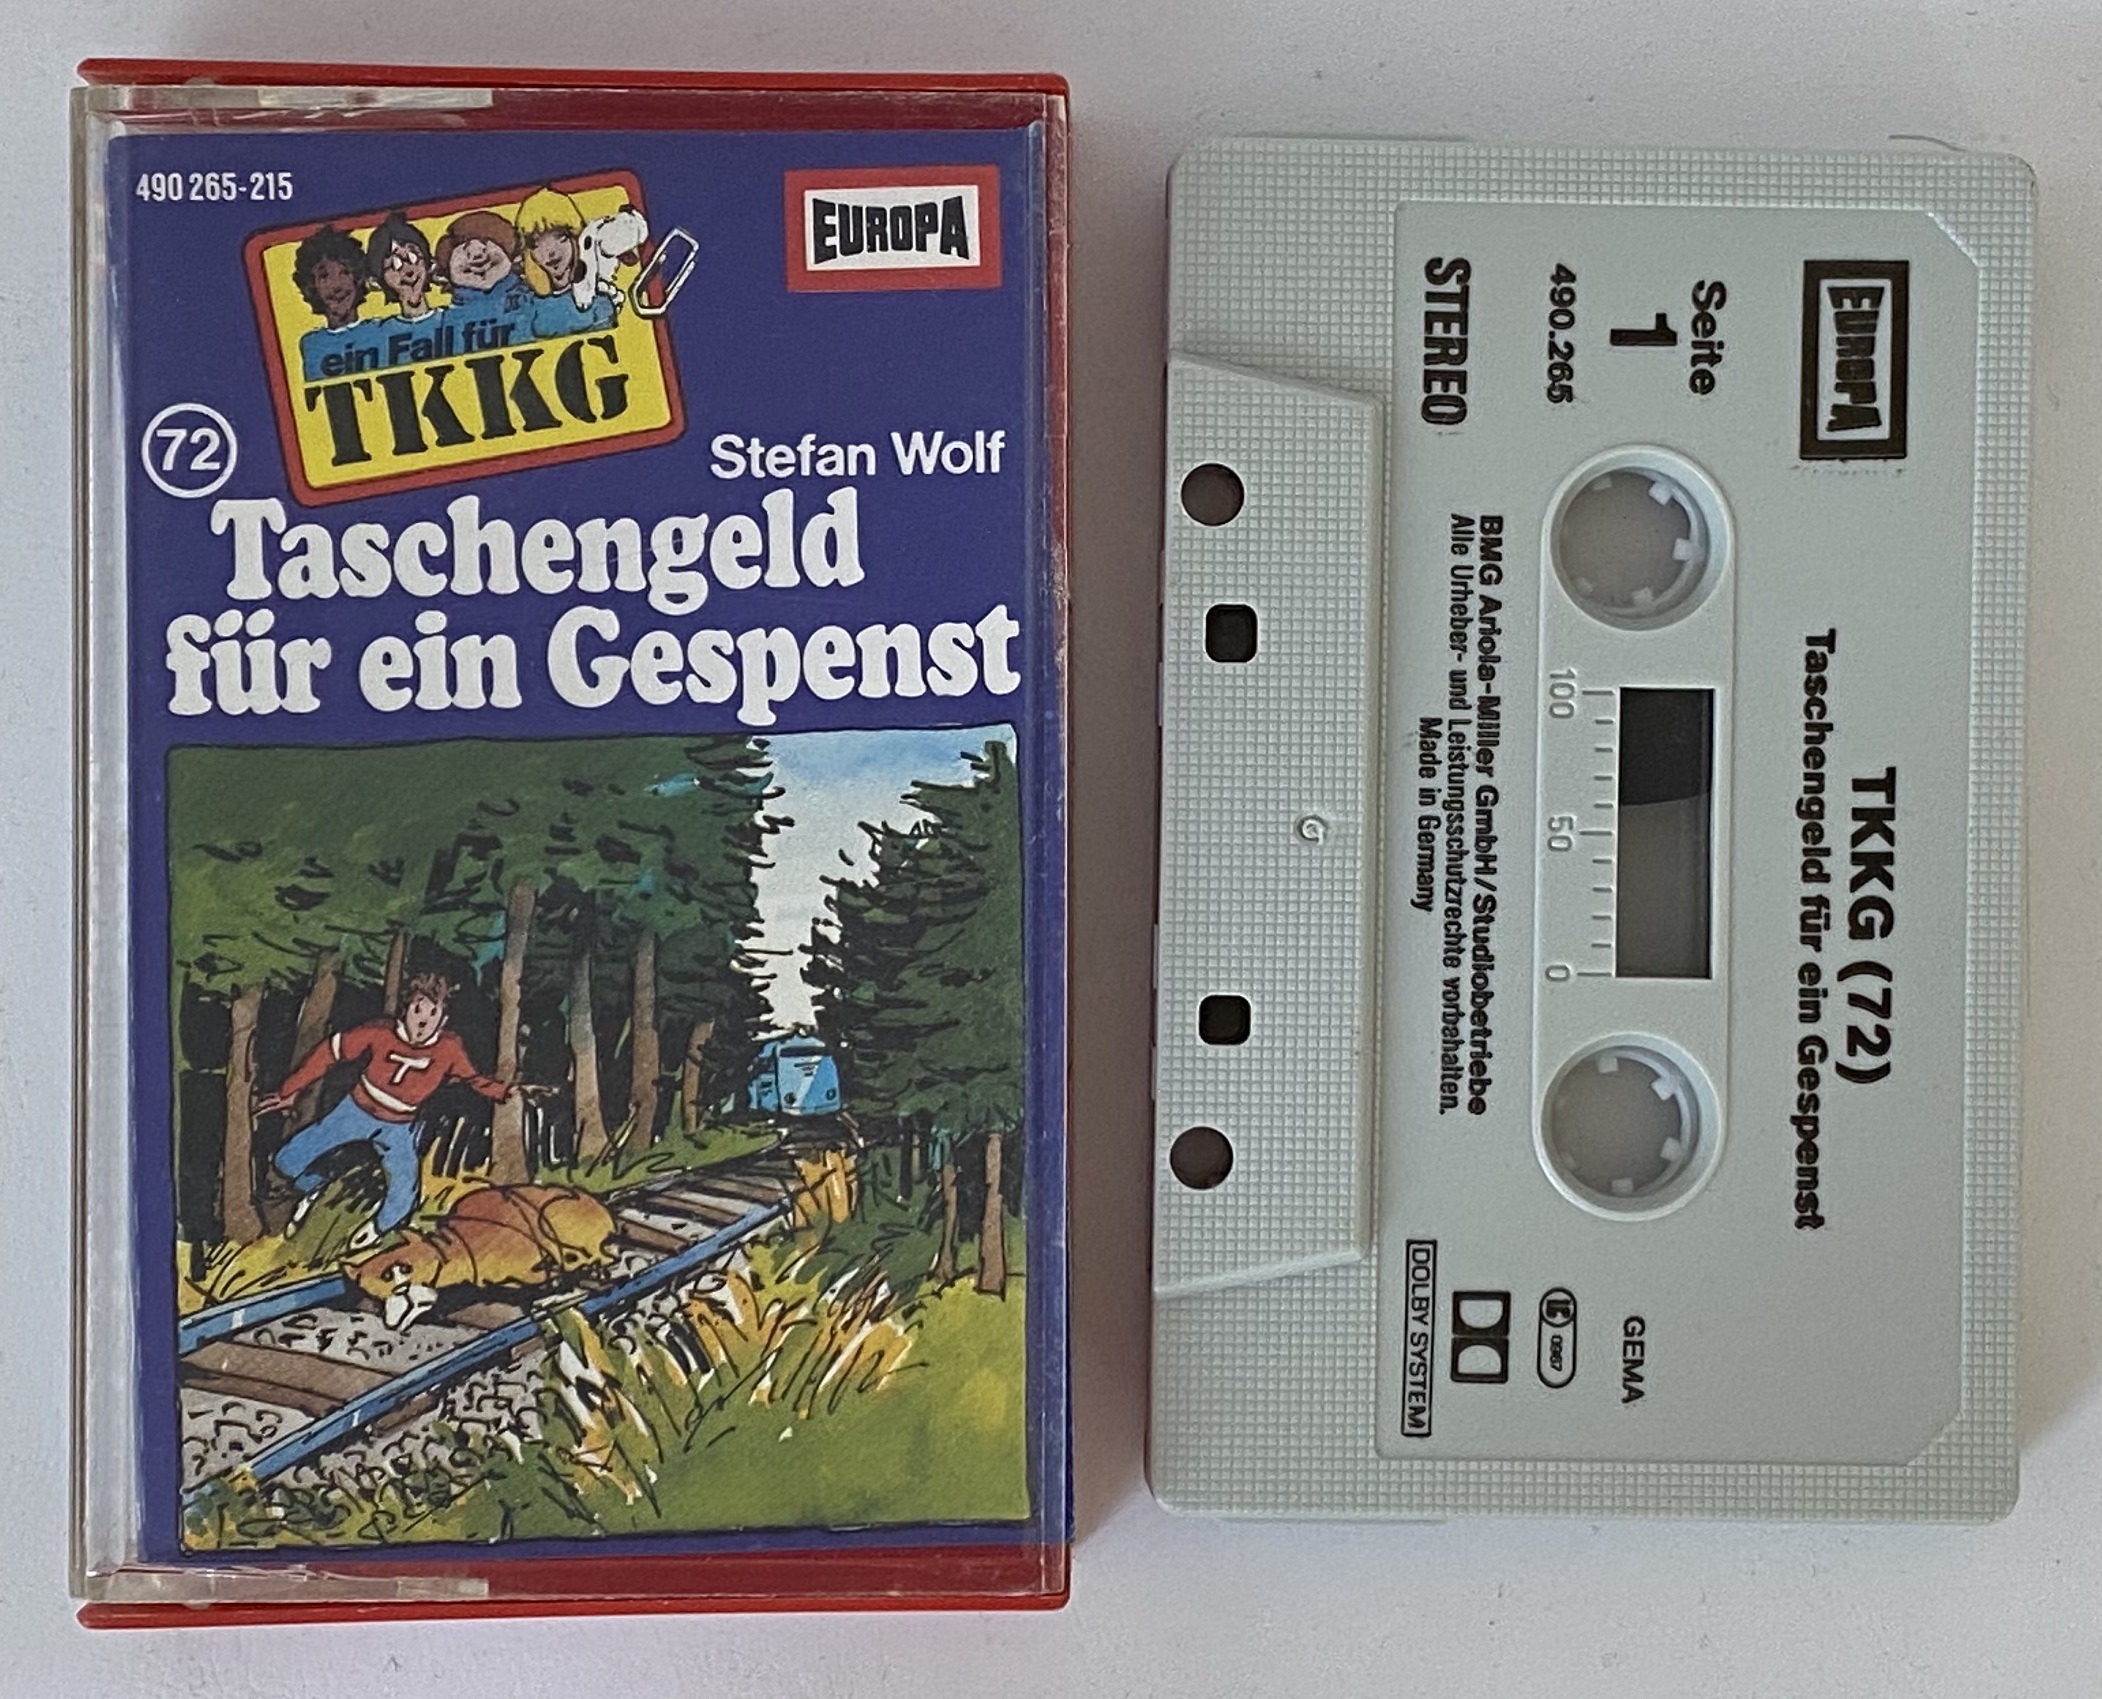 490 265-215
EUROPA
ein Fall für
TKKG
72
Stefan Wolf
Taschengeld
für ein Gespenst
T
EUROPA
TKKG (72)
Taschengeld für ein Gespenst
Seite
1
490.265
STEREO
100 50 0
BMG Ariola-Miller GmbH/Studiobetriebe
Alle Urheber- und Leistungsschutzrechte vorbehalten.
Made in Germany
GEMA
LC 0967
DOLBY SYSTEM